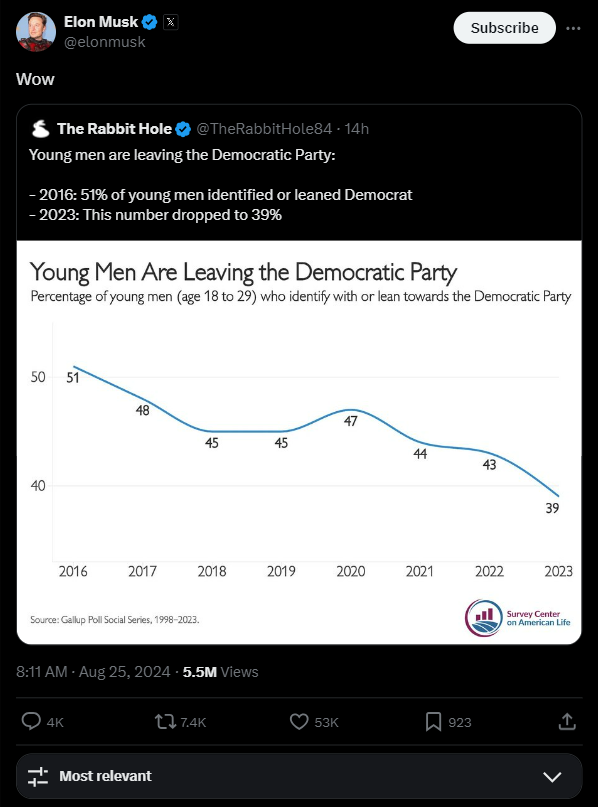 Elon Musk
@elonmusk
Subscribe
Wow
The Rabbit Hole @TheRabbitHole84 · 14h
Young men are leaving the Democratic Party:
- 2016: 51% of young men identified or leaned Democrat
- 2023: This number dropped to 39%
Young Men Are Leaving the Democratic Party
Percentage of young men (age 18 to 29) who identify with or lean towards the Democratic Party
50
51
48
45
45
47
44
43
40
39
2016 2017 2018 2019 2020 2021 2022 2023
Source: Gallup Poll Social Series, 1998-2023.
Survey Center
on American Life
8:11 AM · Aug 25, 2024 · 5.5M Views
4K 7.4K 53K 923
Most relevant